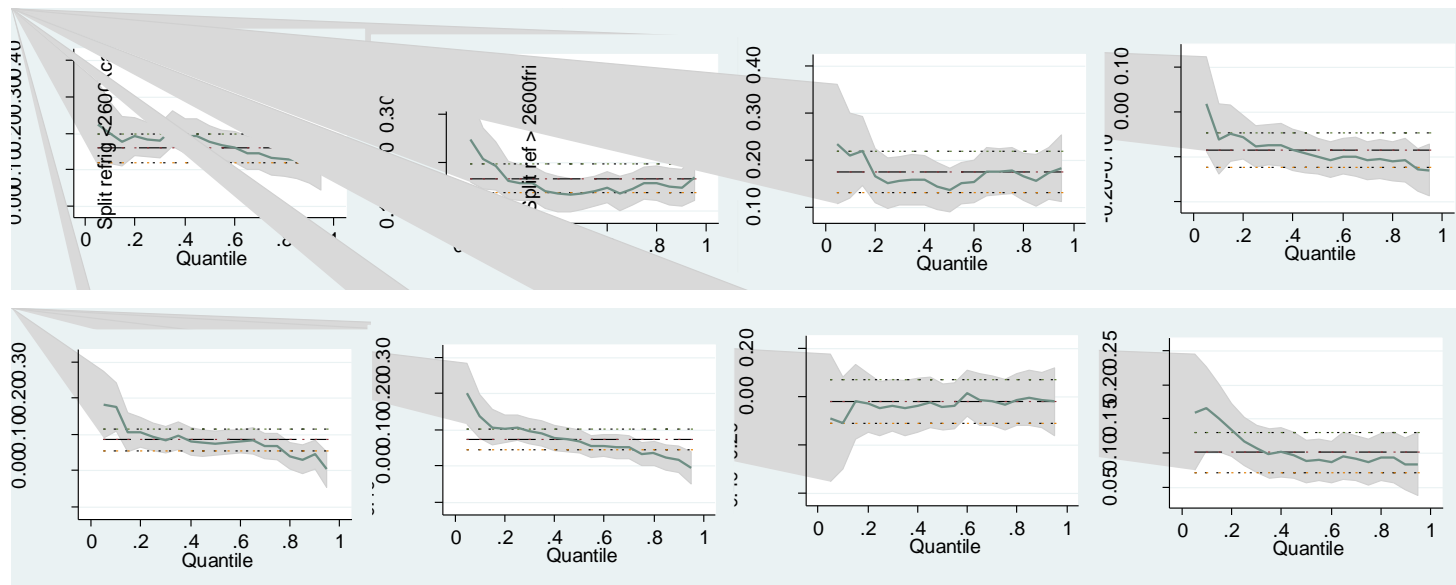 0.00 0.10 0.20 0.30 0.40
Split refrig <2600
0 .2 .4 .6 .8 1
Quantile
0.30
Split ref > 2600fri
.8 1
0.10 0.20 0.30 0.40
0 .2 .4 .6 .8 1
Quantile
-0.20 -0.10 0.00 0.10
0 .2 .4 .6 .8 1
Quantile
0.00 0.10 0.20 0.30
0 .2 .4 .6 .8 1
Quantile
0.00 0.10 0.20 0.30
0 .2 .4 .6 .8 1
Quantile
0.00 0.20
0 .2 .4 .6 .8 1
Quantile
0.05 0.10 0.15 0.20 0.25
0 .2 .4 .6 .8 1
Quantile